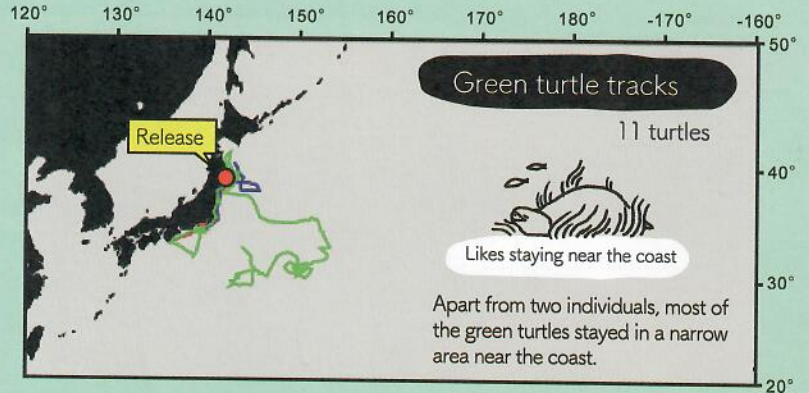 120° 130° 140° 150° 160° 170° 180° -170° -160°
50°
Green turtle tracks
11 turtles
Release
40°
Likes staying near the coast
30°
Apart from two individuals, most of
the green turtles stayed in a narrow
area near the coast.
20°